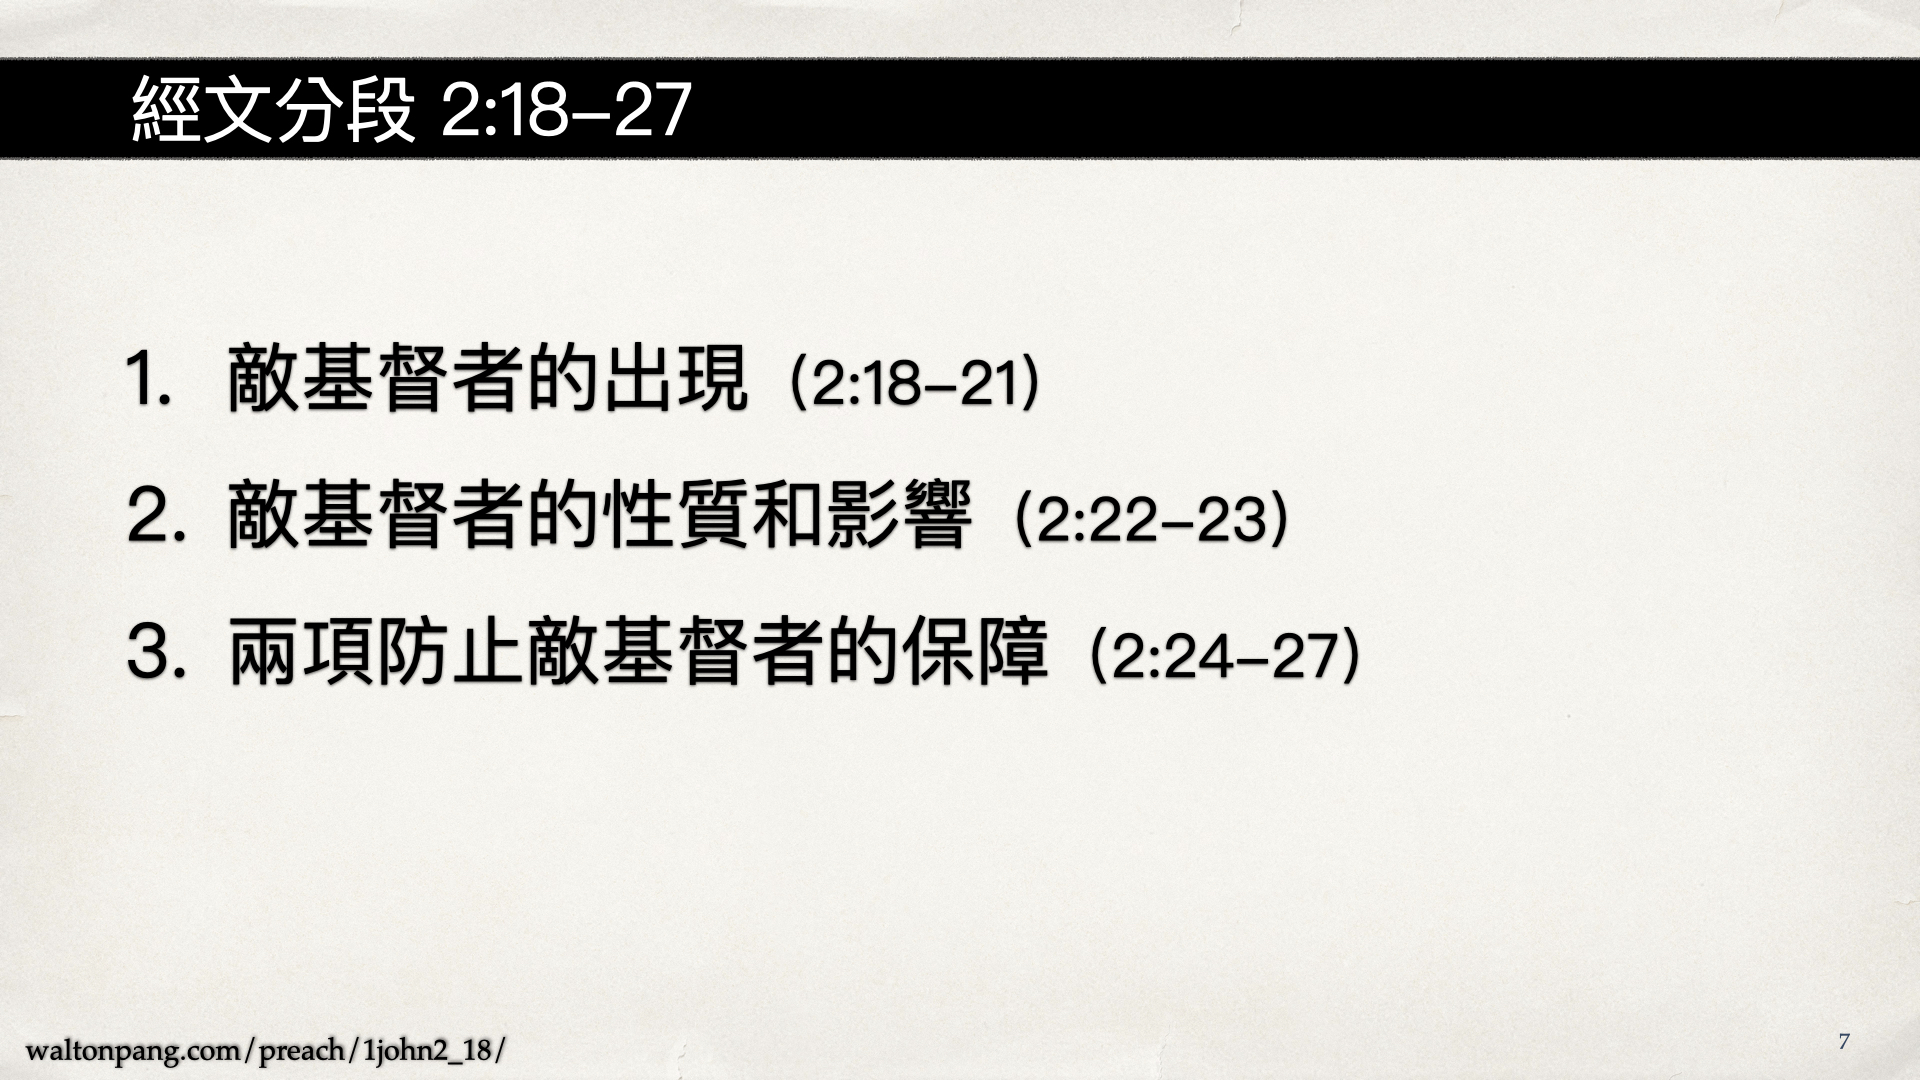 經文分段 2:18–27
1. 敵基督者的出現 (2:18–21)
2. 敵基督者的性質和影響 (2:22–23)
3. 兩項防止敵基督者的保障 (2:24–27)
waltonpang.com/preach/1john2_18/
7